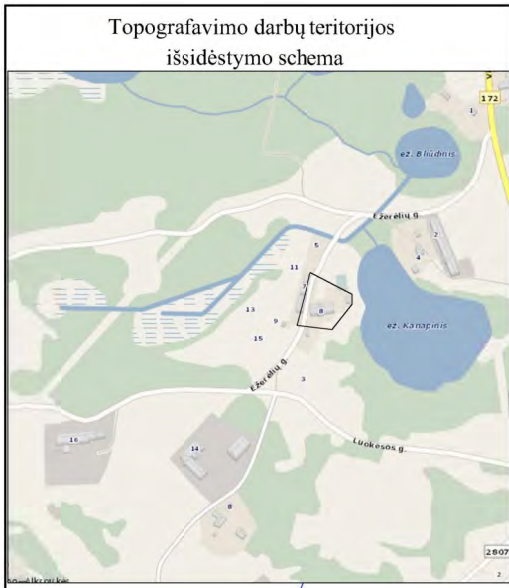 Topografavimo darbų teritorijos
išsidėstymo schema
172
1
ež. Bliūdinis
Ežerėlių g.
2
5
4
11
7
8
13
9
ež. Kanapinis
15
3
Ežerėlių g.
Luokesos g.
16
14
8
2807
2